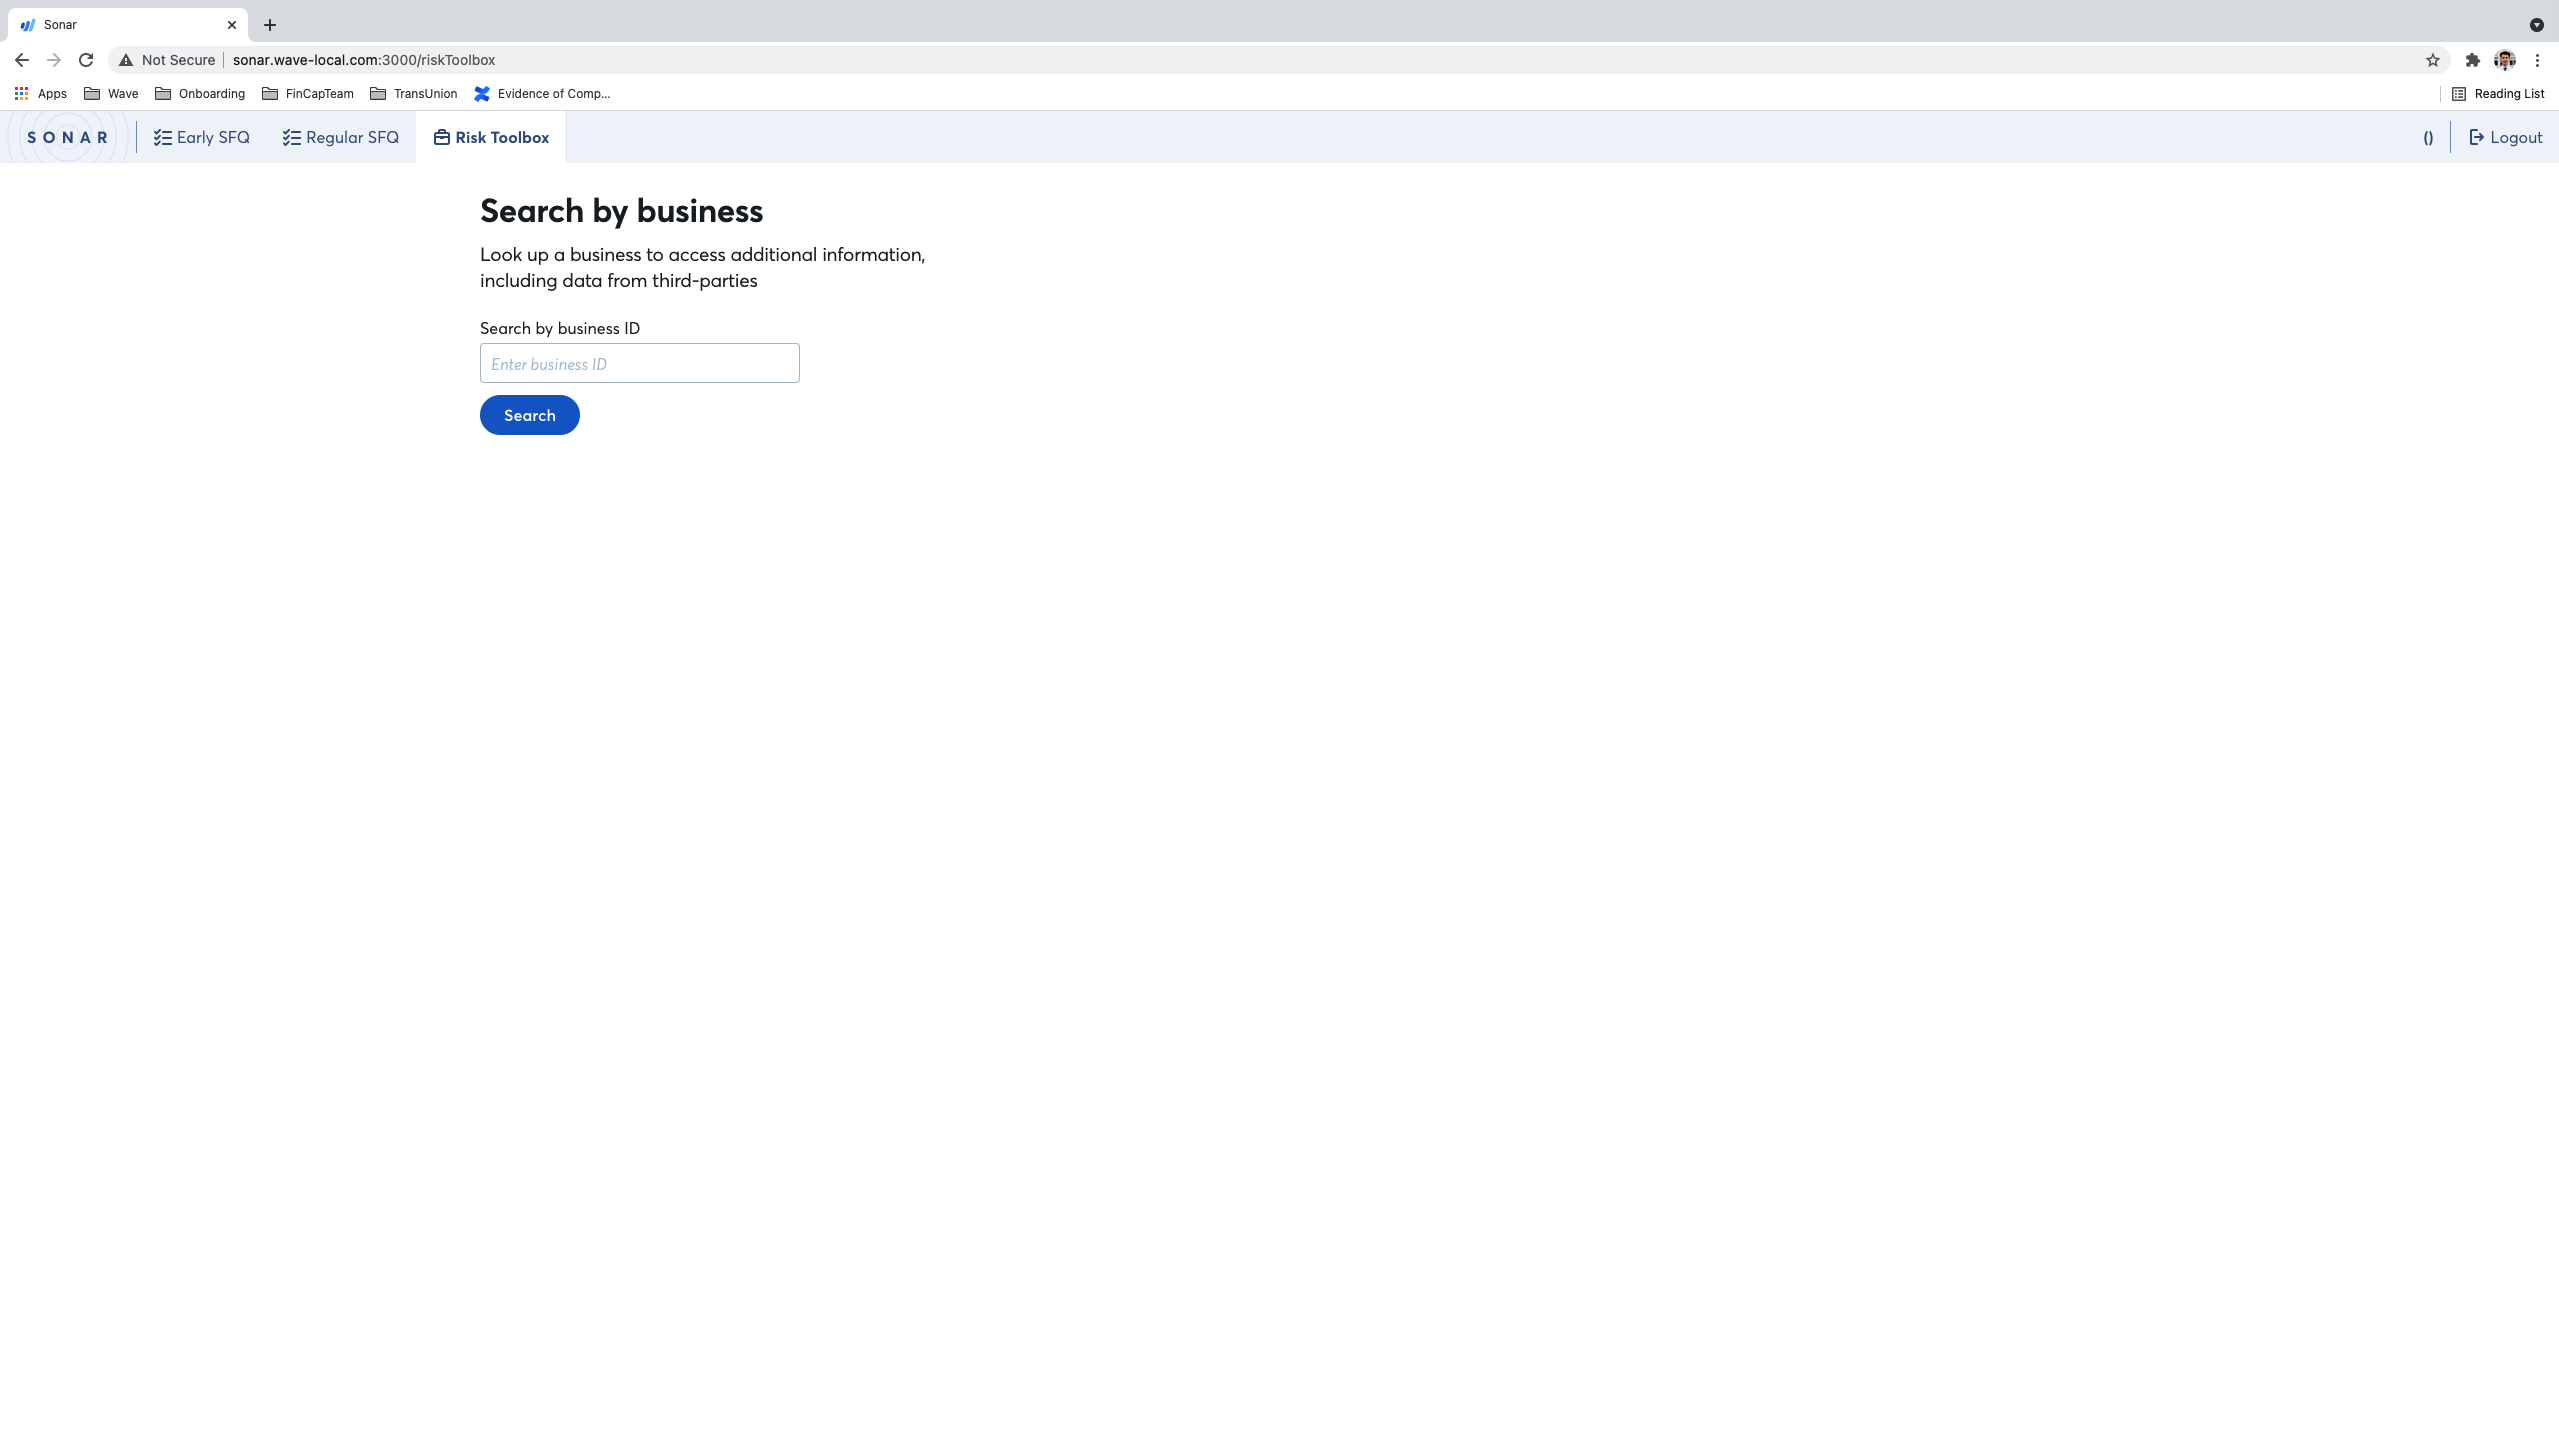 Sonar
Not Secure
sonar.wave-local.com:3000/riskToolbox
Apps
Wave
Onboarding
FinCapTeam
TransUnion
Evidence of Comp...
Reading List
SONAR
Early SFQ
Regular SFQ
Risk Toolbox
()
Logout
Search by business
Look up a business to access additional information,
including data from third-parties
Search by business ID
Enter business ID
Search